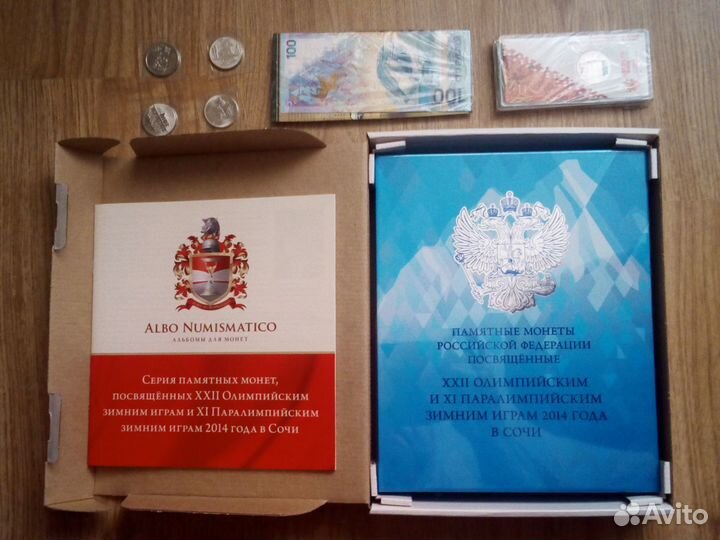 100
100
ALBO NUMISMATICO
АЛЬБОМЫ ДЛЯ МОНЕТ
СЕРИЯ ПАМЯТНЫХ МОНЕТ,
ПОСВЯЩЁННЫХ XXII ОЛИМПИЙСКИМ
ЗИМНИМ ИГРАМ И XI ПАРАЛИМПИЙСКИМ
ЗИМНИМ ИГРАМ 2014 ГОДА В СОЧИ
ПАМЯТНЫЕ МОНЕТЫ
РОССИЙСКОЙ ФЕДЕРАЦИИ
ПОСВЯЩЕННЫЕ
XXII ОЛИМПИЙСКИМ
И XI ПАРАЛИМПИЙСКИМ
ЗИМНИМ ИГРАМ 2014 ГОДА
В СОЧИ
Avito